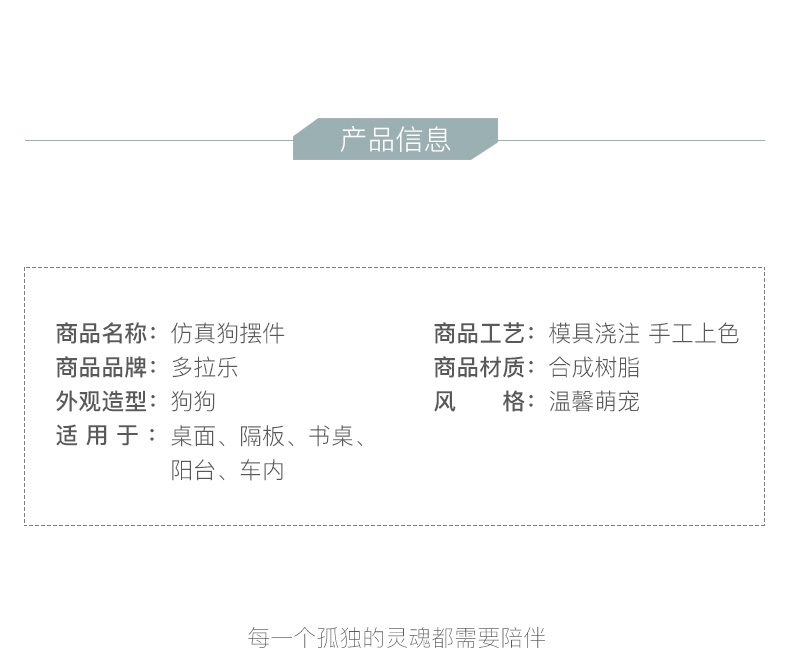 产品信息
商品名称：仿真狗摆件
商品工艺：模具浇注 手工上色
商品品牌：多拉乐
商品材质：合成树脂
外观造型：狗狗
风　　格：温馨萌宠
适 用 于 ：桌面、隔板、书桌、
阳台、车内
每一个孤独的灵魂都需要陪伴